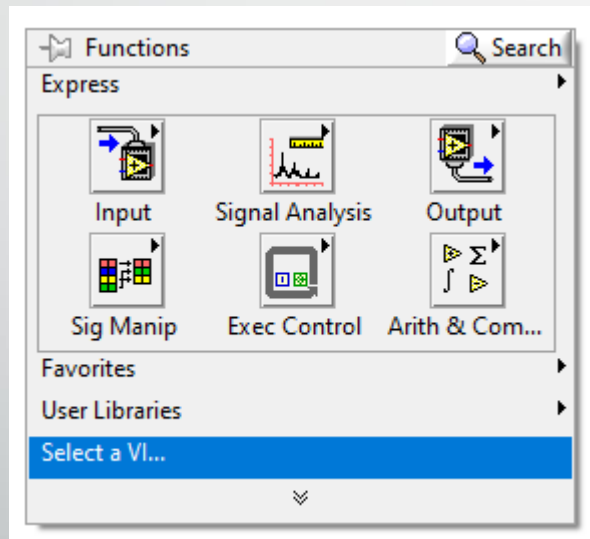 Functions
Search
Express
Input Signal Analysis Output
Sig Manip Exec Control Arith & Com...
Favorites
User Libraries
Select a VI...